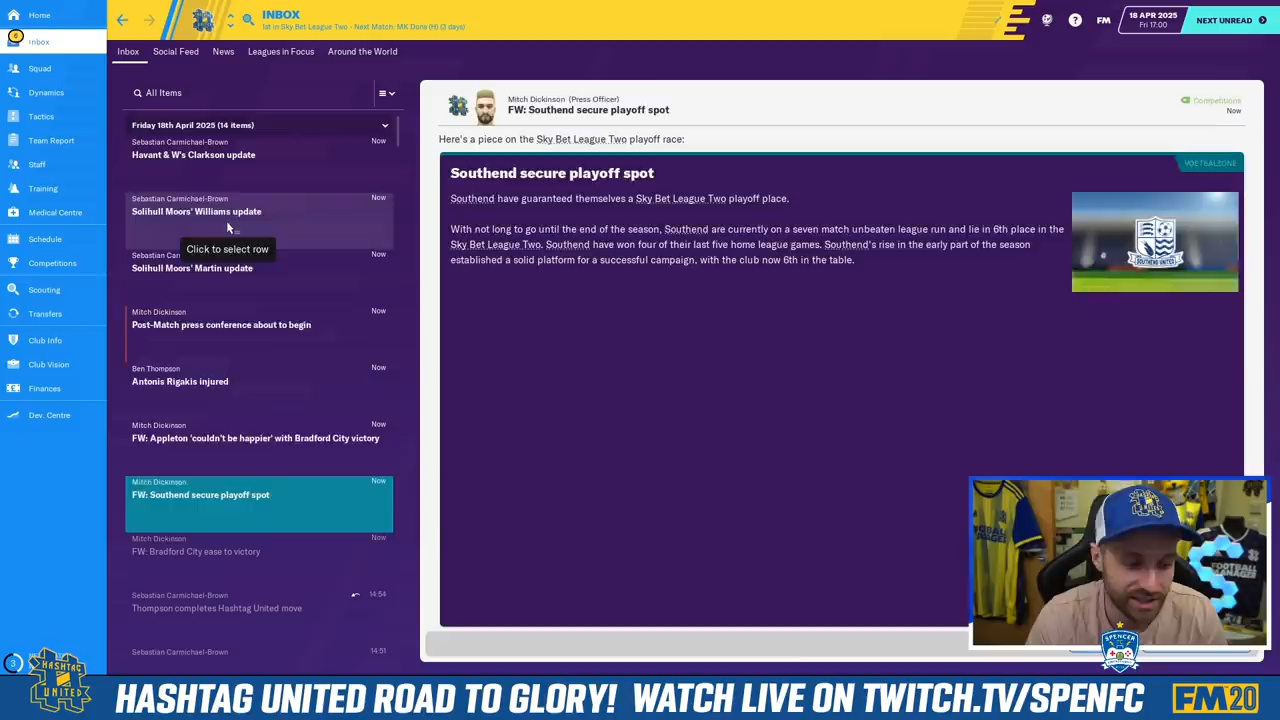 Home
6
Inbox
Squad
Dynamics
Tactics
Team Report
Staff
Training
Medical Centre
Schedule
Competitions
Scouting
Transfers
Club Info
Club Vision
Finances
Dev. Centre
3
INBOX
1st in Sky Bet League Two - Next Match: MK Dons (H) (3 days)
?
FM
18 APR 2025
Fri 17:00
NEXT UNREAD
Inbox
Social Feed
News
Leagues in Focus
Around the World
All Items
Friday 18th April 2025 (14 items)
Sebastian Carmichael-Brown Now
Havant & W's Clarkson update
Sebastian Carmichael-Brown Now
Solihull Moors' Williams update
Click to select row
Sebastian Car Now
Solihull Moors' Martin update
Mitch Dickinson Now
Post-Match press conference about to begin
Ben Thompson Now
Antonis Rigakis injured
Mitch Dickinson Now
FW: Appleton 'couldn't be happier' with Bradford City victory
Mitch Dickinson Now
FW: Southend secure playoff spot
Mitch Dickinson Now
FW: Bradford City ease to victory
Sebastian Carmichael-Brown 14:54
Thompson completes Hashtag United move
Sebastian Carmichael-Brown 14:51
Mitch Dickinson (Press Officer)
FW: Southend secure playoff spot
Competitions
Now
Here's a piece on the Sky Bet League Two playoff race:
VOETBALZONE
Southend secure playoff spot
Southend have guaranteed themselves a Sky Bet League Two playoff place.
With not long to go until the end of the season, Southend are currently on a seven match unbeaten league run and lie in 6th place in the
Sky Bet League Two. Southend have won four of their last five home league games. Southend's rise in the early part of the season
established a solid platform for a successful campaign, with the club now 6th in the table.
SOUTHEND UNITED
FOOTBALL
MANAGER
SPENCER
HASHTAG
UNITED
HASHTAG UNITED ROAD TO GLORY! WATCH LIVE ON TWITCH.TV/SPENFC
FM20